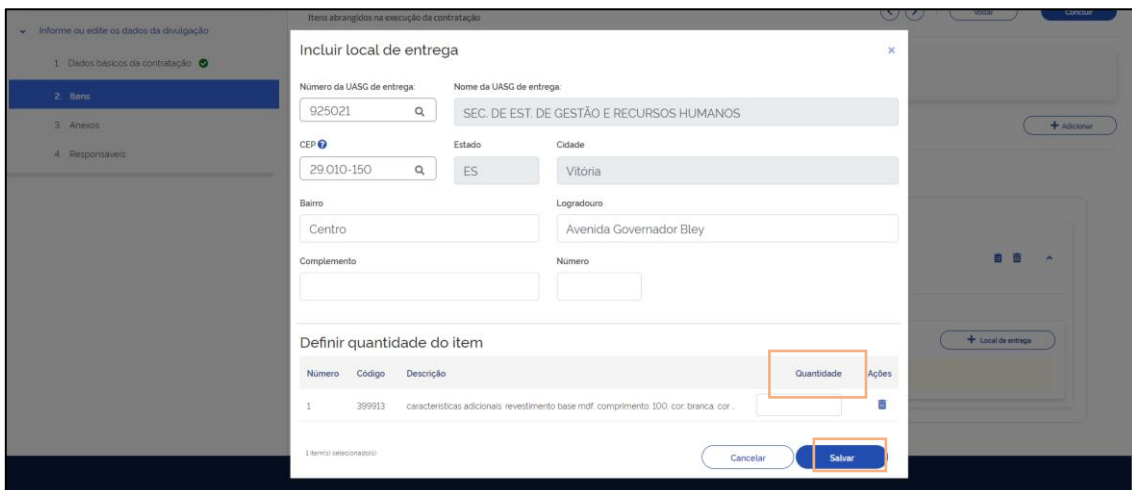 Itens abrangidos na execução da contratação
Voltar
Concluir
Informe ou edite os dados da divulgação
1 Dados básicos da contratação
2. Itens
3 Anexos
4 Responsáveis
+ Adicionar
Incluir local de entrega
×
Número da UASG de entrega:
Nome da UASG de entrega:
925021
SEC. DE EST. DE GESTÃO E RECURSOS HUMANOS
CEP
Estado
Cidade
29.010-150
ES
Vitória
Bairro
Logradouro
Centro
Avenida Governador Bley
Complemento
Número
+ Local de entrega
Definir quantidade do item
Número Código Descrição Quantidade Ações
1 399913 características adicionais: revestimento base mdf. comprimento: 100; cor: branca. cor ..
1 item(s) selecionado(s)
Cancelar
Salvar